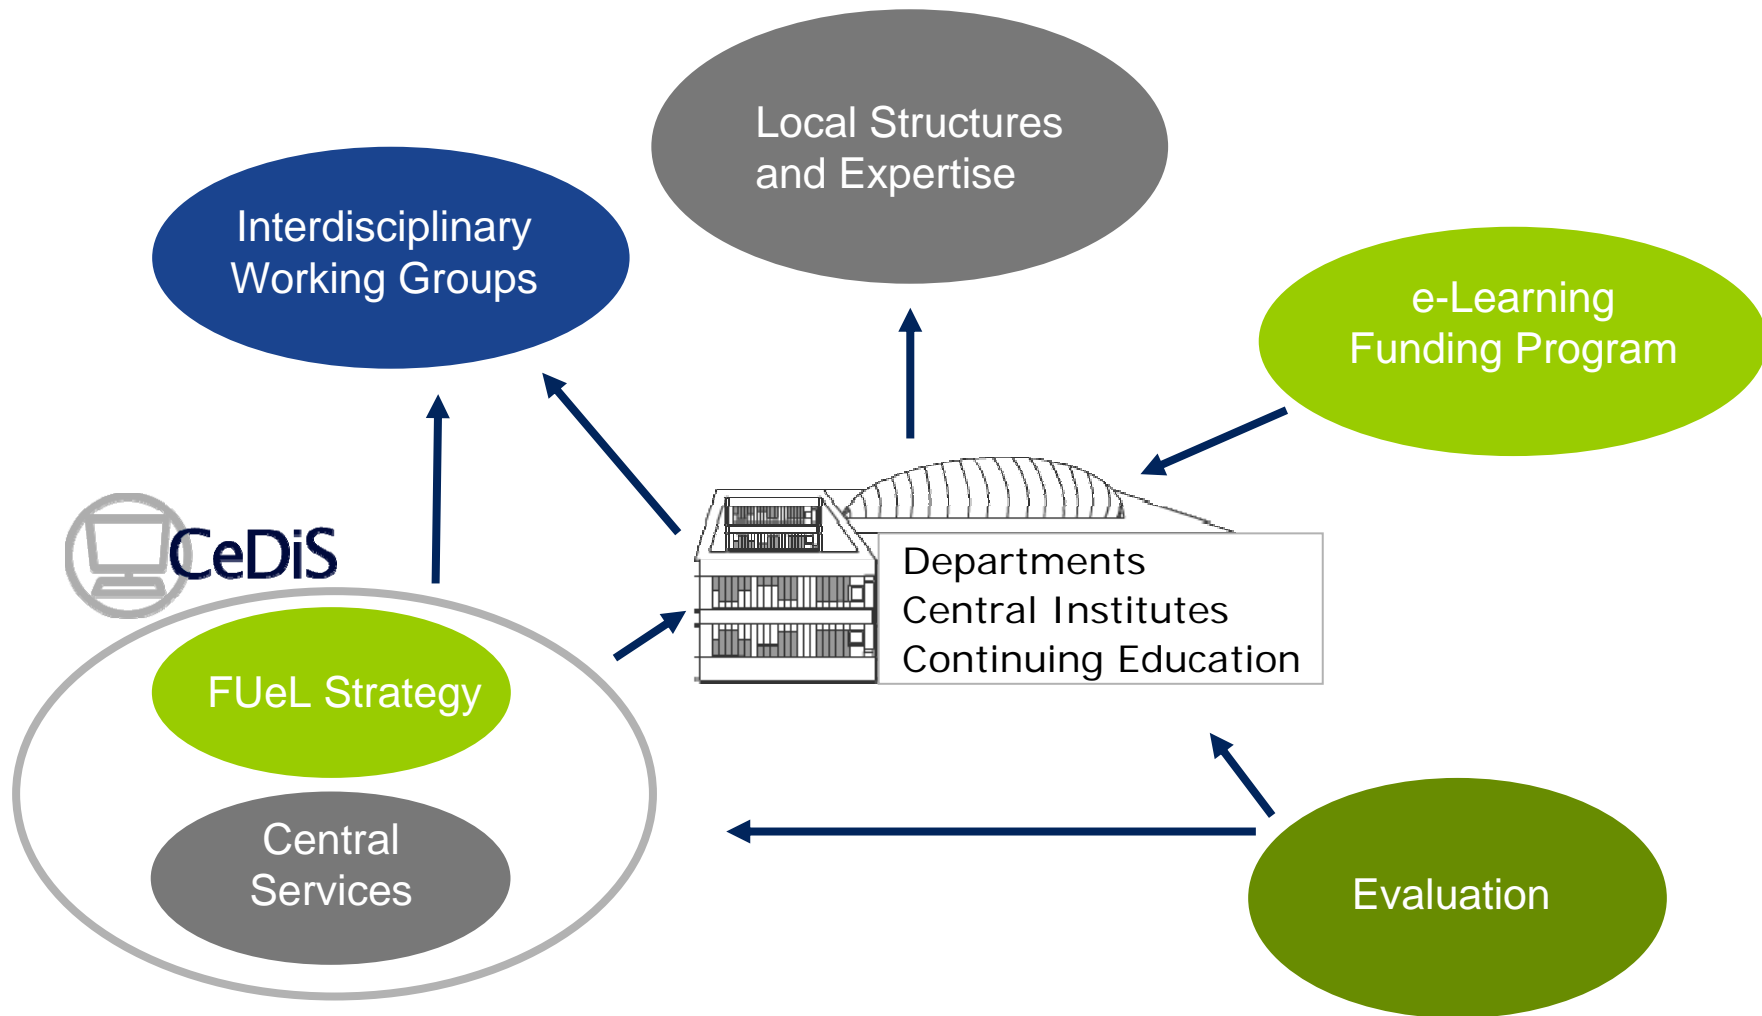 Local Structures
and Expertise
Interdisciplinary
Working Groups
e-Learning
Funding Program
CeDiS
Departments
Central Institutes
Continuing Education
FUeL Strategy
Central
Services
Evaluation